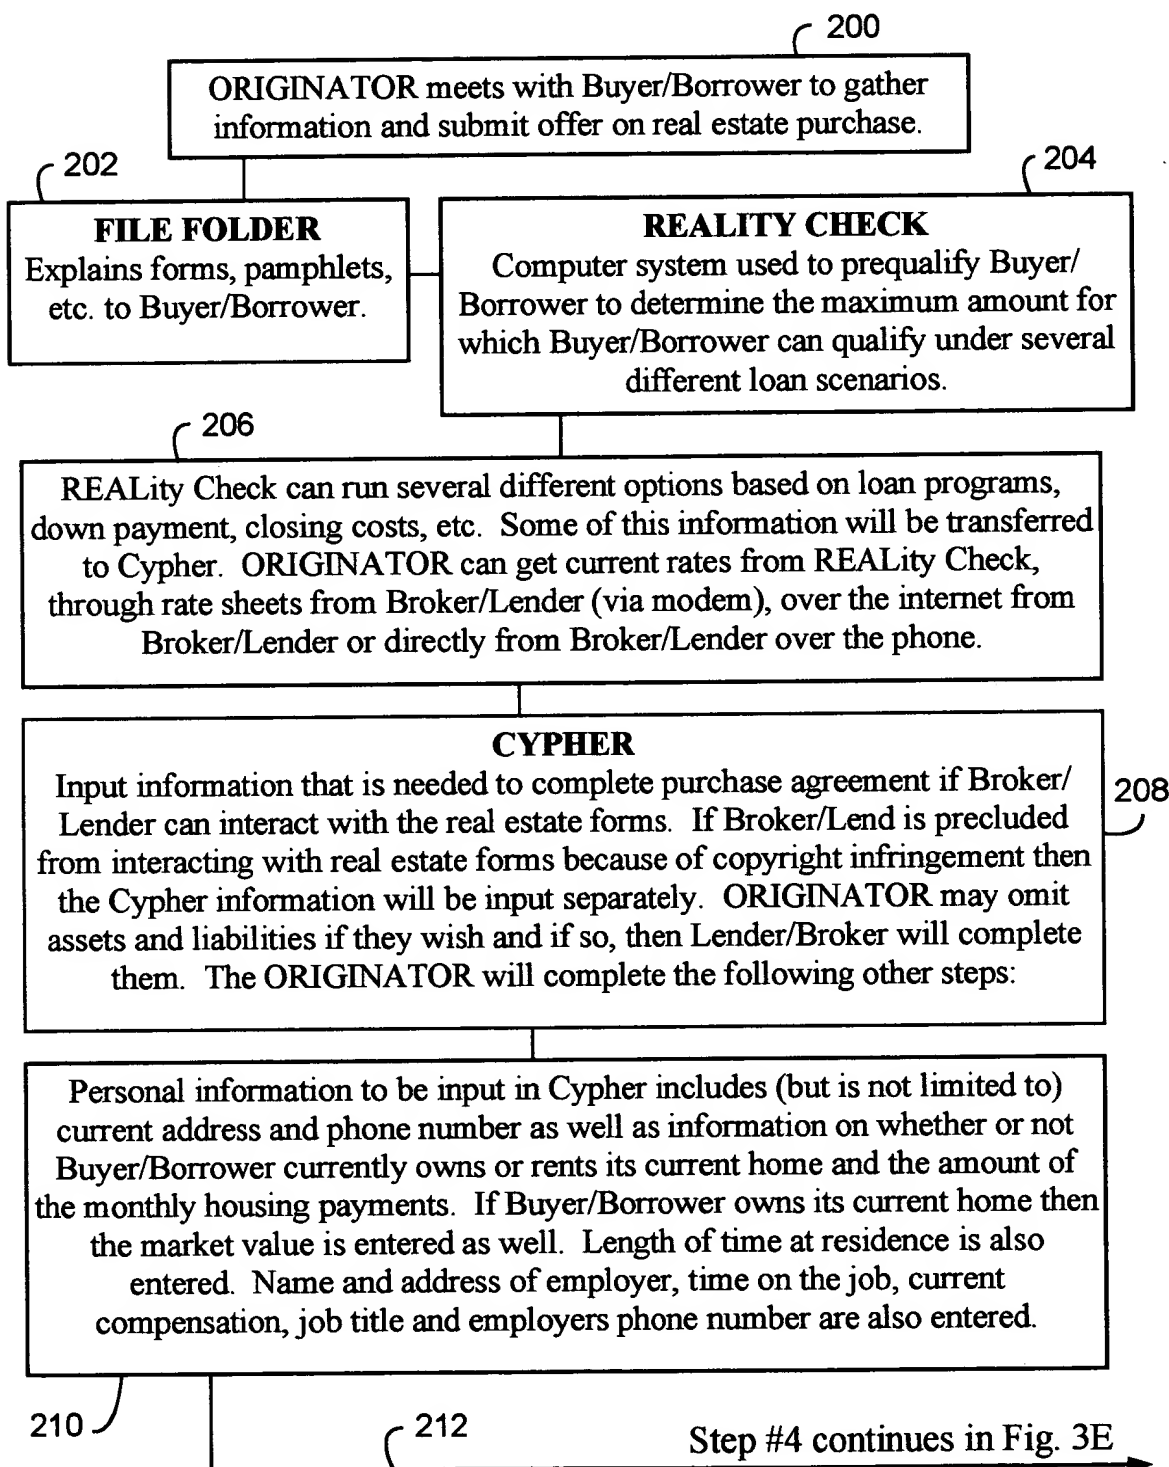 200
ORIGINATOR meets with Buyer/Borrower to gather
information and submit offer on real estate purchase.
202
FILE FOLDER
Explains forms, pamphlets,
etc. to Buyer/Borrower.
204
REALITY CHECK
Computer system used to prequalify Buyer/
Borrower to determine the maximum amount for
which Buyer/Borrower can qualify under several
different loan scenarios.
206
REALity Check can run several different options based on loan programs,
down payment, closing costs, etc. Some of this information will be transferred
to Cypher. ORIGINATOR can get current rates from REALity Check,
through rate sheets from Broker/Lender (via modem), over the internet from
Broker/Lender or directly from Broker/Lender over the phone.
CYPHER
Input information that is needed to complete purchase agreement if Broker/
Lender can interact with the real estate forms. If Broker/Lend is precluded
from interacting with real estate forms because of copyright infringement then
the Cypher information will be input separately. ORIGINATOR may omit
assets and liabilities if they wish and if so, then Lender/Broker will complete
them. The ORIGINATOR will complete the following other steps:
208
Personal information to be input in Cypher includes (but is not limited to)
current address and phone number as well as information on whether or not
Buyer/Borrower currently owns or rents its current home and the amount of
the monthly housing payments. If Buyer/Borrower owns its current home then
the market value is entered as well. Length of time at residence is also
entered. Name and address of employer, time on the job, current
compensation, job title and employers phone number are also entered.
210
212
Step #4 continues in Fig. 3E